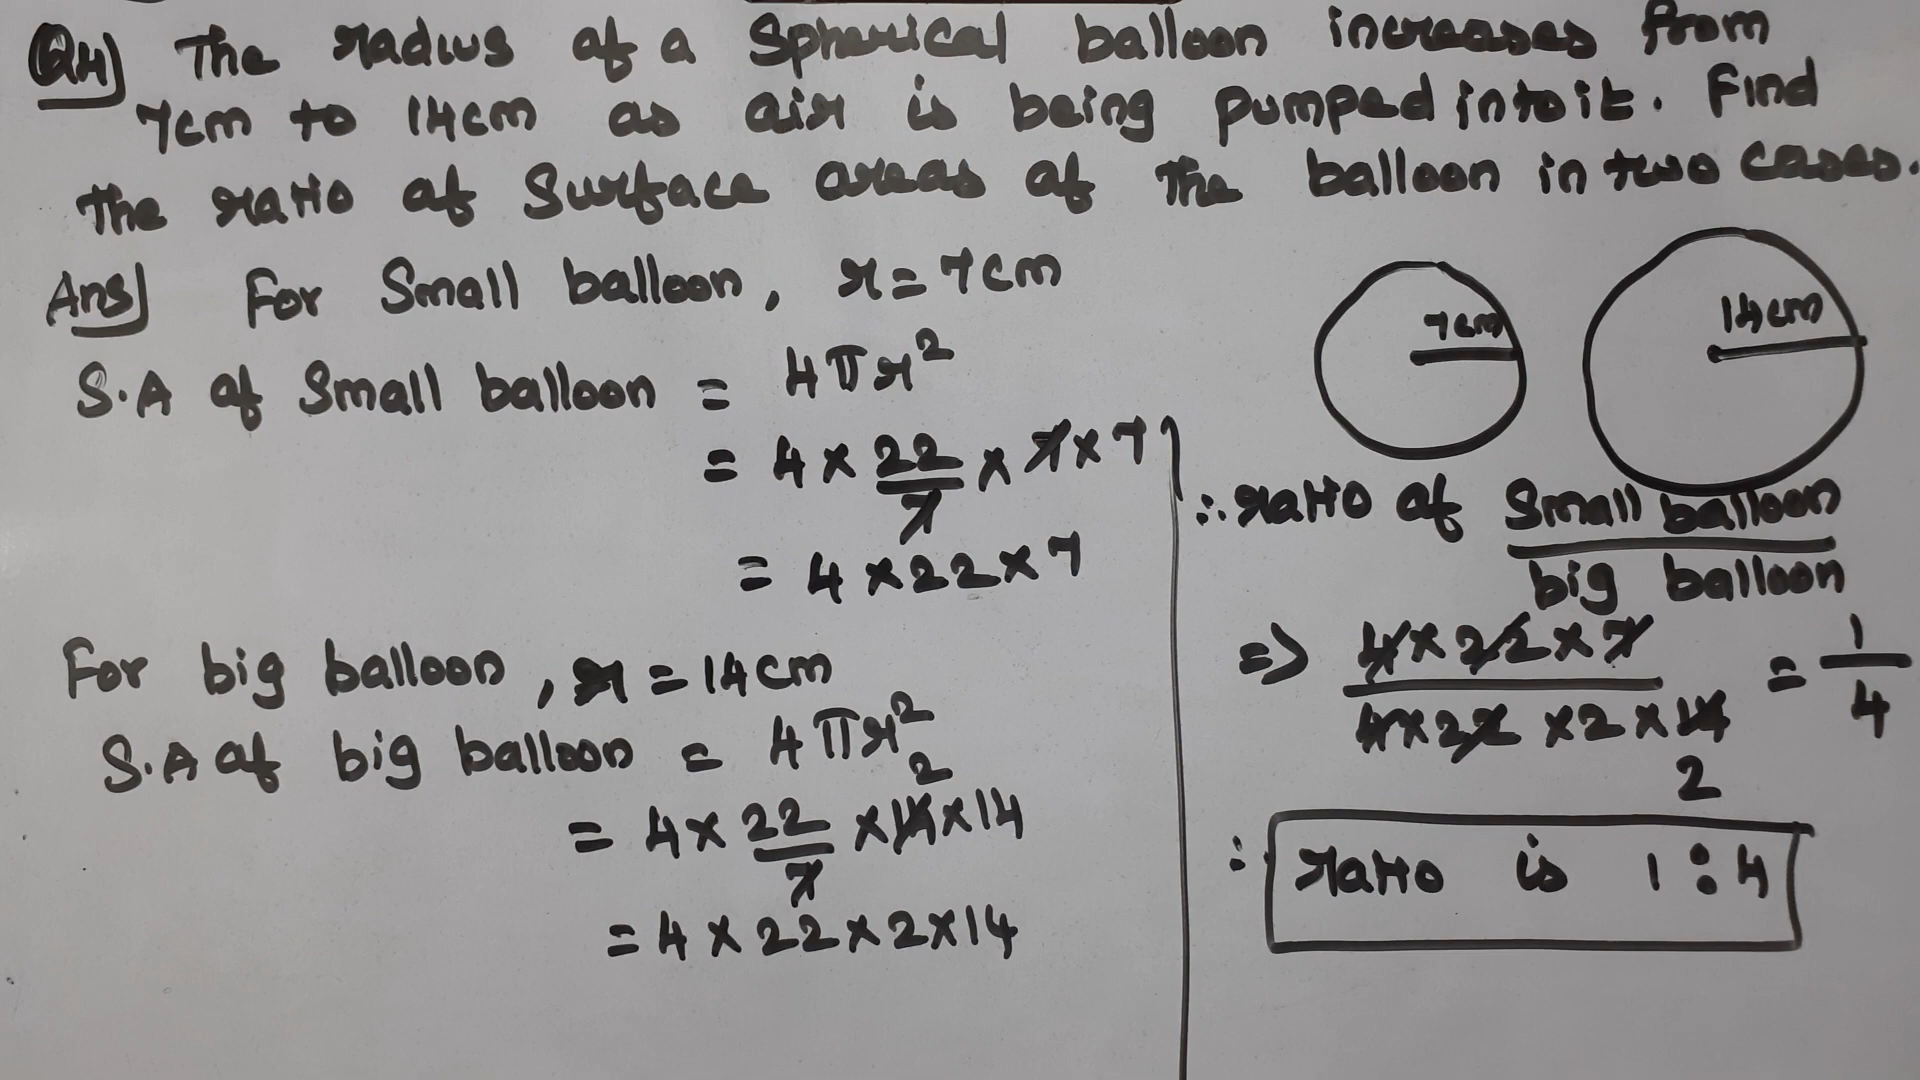 Q4) The radius of a Spherical balloon increases from
7cm to 14cm as air is being pumped into it. Find
the ratio of Surface areas of the balloon in two cases.
Ans) For Small balloon, r = 7cm
S.A of Small balloon = 4πr²
= 4 × 22/7 × 7 × 7
= 4 × 22 × 7
For big balloon, r = 14cm
S.A of big balloon = 4πr²
2
= 4 × 22/7 × 14 × 14
= 4 × 22 × 2 × 14
7cm
14cm
∴ ratio of Small balloon
big balloon
=> 4 × 22 × 7 / 4 × 22 × 2 × 14 = 1/4
2
∴ ratio is 1 : 4